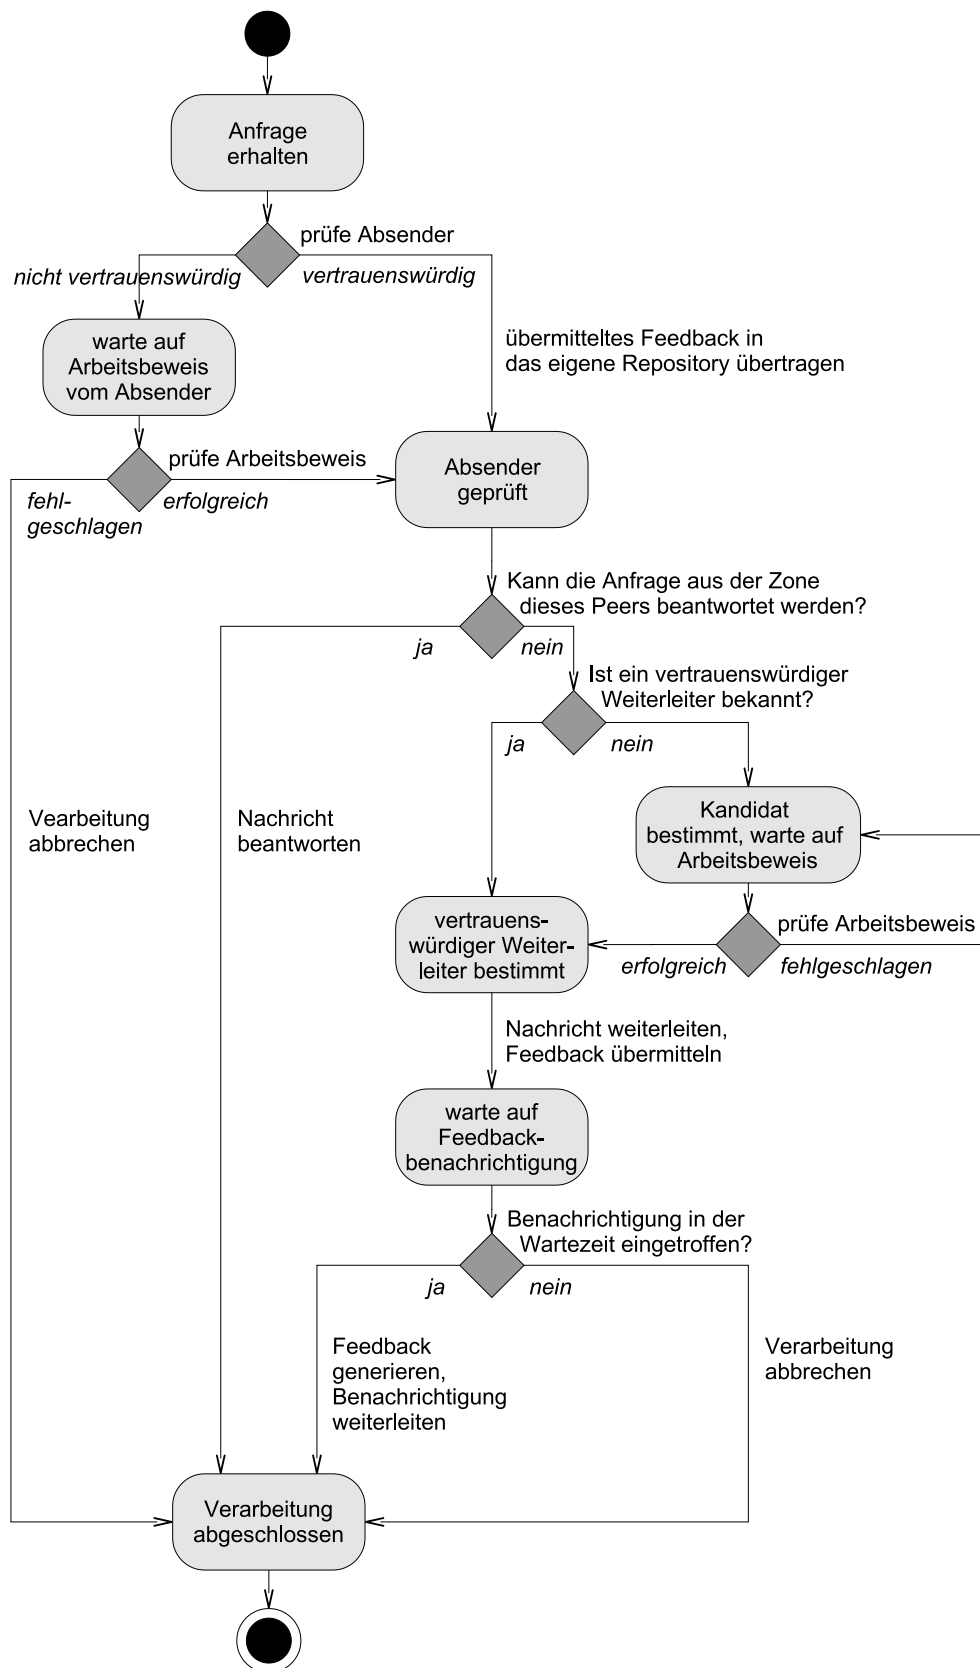 Anfrage
erhalten
prüfe Absender
nicht vertrauenswürdig
vertrauenswürdig
warte auf
Arbeitsbeweis
vom Absender
übermitteltes Feedback in
das eigene Repository übertragen
prüfe Arbeitsbeweis
fehl-
geschlagen
erfolgreich
Absender
geprüft
Kann die Anfrage aus der Zone
dieses Peers beantwortet werden?
ja
nein
Ist ein vertrauenswürdiger
Weiterleiter bekannt?
ja
nein
Vearbeitung
abbrechen
Nachricht
beantworten
Kandidat
bestimmt, warte auf
Arbeitsbeweis
vertrauens-
würdiger Weiter-
leiter bestimmt
prüfe Arbeitsbeweis
erfolgreich
fehlgeschlagen
Nachricht weiterleiten,
Feedback übermitteln
warte auf
Feedback-
benachrichtigung
Benachrichtigung in der
Wartezeit eingetroffen?
ja
nein
Feedback
generieren,
Benachrichtigung
weiterleiten
Verarbeitung
abbrechen
Verarbeitung
abgeschlossen